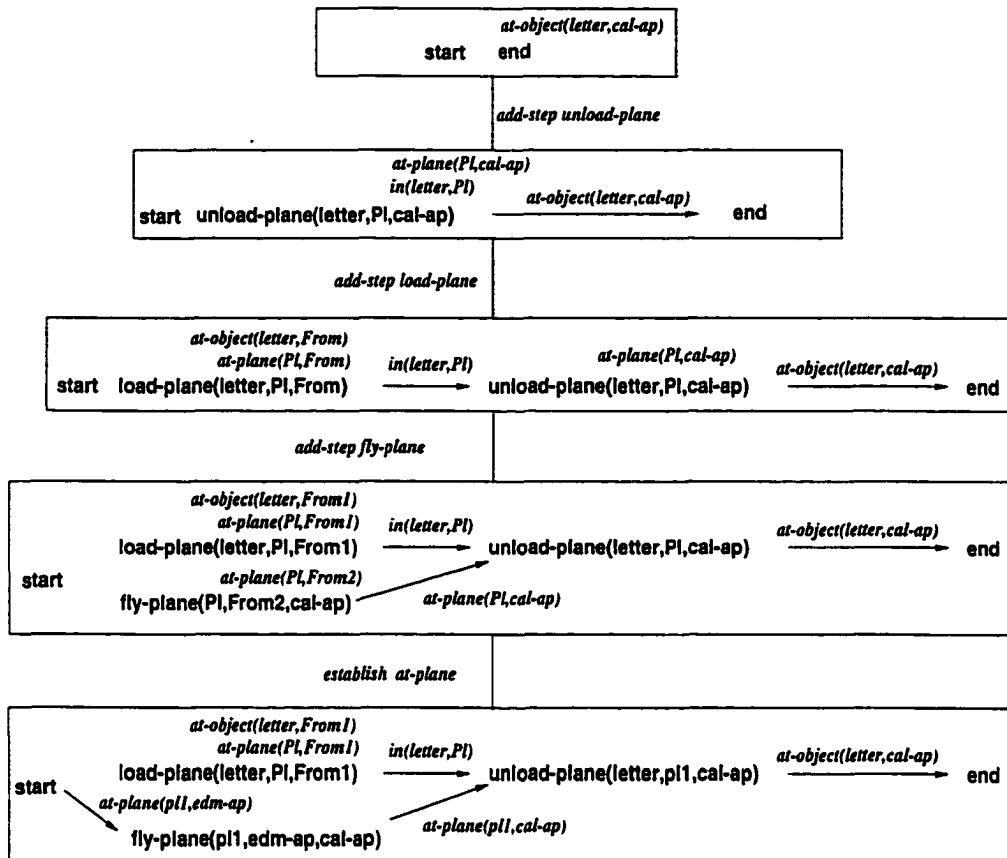 at-object(letter,cal-ap)
start end
add-step unload-plane
at-plane(Pl,cal-ap)
in(letter,Pl)
start unload-plane(letter,Pl,cal-ap) at-object(letter,cal-ap) end
add-step load-plane
at-object(letter,From)
at-plane(Pl,From) in(letter,Pl) at-plane(Pl,cal-ap) at-object(letter,cal-ap)
start load-plane(letter,Pl,From) unload-plane(letter,Pl,cal-ap) end
add-step fly-plane
at-object(letter,From1)
at-plane(Pl,From1) in(letter,Pl) at-object(letter,cal-ap)
load-plane(letter,Pl,From1) unload-plane(letter,Pl,cal-ap) end
start at-plane(Pl,From2)
fly-plane(Pl,From2,cal-ap) at-plane(Pl,cal-ap)
establish at-plane
at-object(letter,From1)
at-plane(Pl,From1) in(letter,Pl) at-object(letter,cal-ap)
load-plane(letter,Pl,From1) unload-plane(letter,pl1,cal-ap) end
start
at-plane(pl1,edm-ap)
fly-plane(pl1,edm-ap,cal-ap) at-plane(pl1,cal-ap)